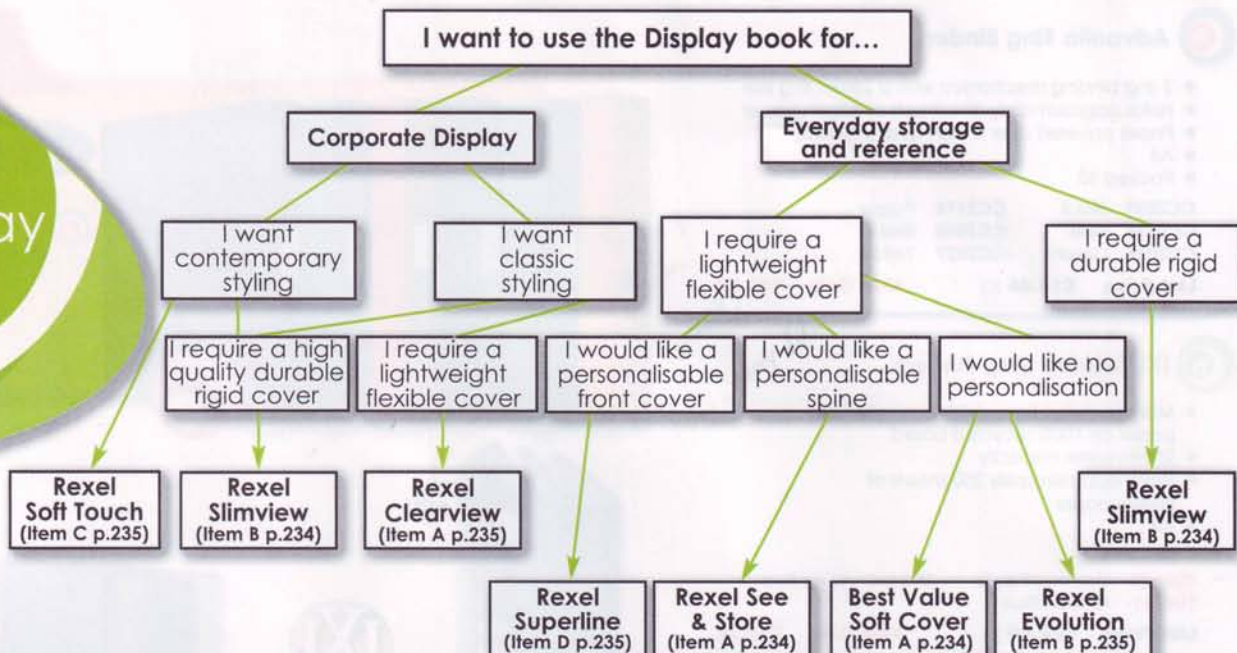 I want to use the Display book for...
Corporate Display
Everyday storage
and reference
I want
contemporary
styling
I want
classic
styling
I require a
lightweight
flexible cover
I require a
durable rigid
cover
I require a high
quality durable
rigid cover
I require a
lightweight
flexible cover
I would like a
personalisable
front cover
I would like a
personalisable
spine
I would like no
personalisation
Rexel
Soft Touch
(Item C p.235)
Rexel
Slimview
(Item B p.234)
Rexel
Clearview
(Item A p.235)
Rexel
Slimview
(Item B p.234)
Rexel
Superline
(Item D p.235)
Rexel See
& Store
(Item A p.234)
Best Value
Soft Cover
(Item A p.234)
Rexel
Evolution
(Item B p.235)